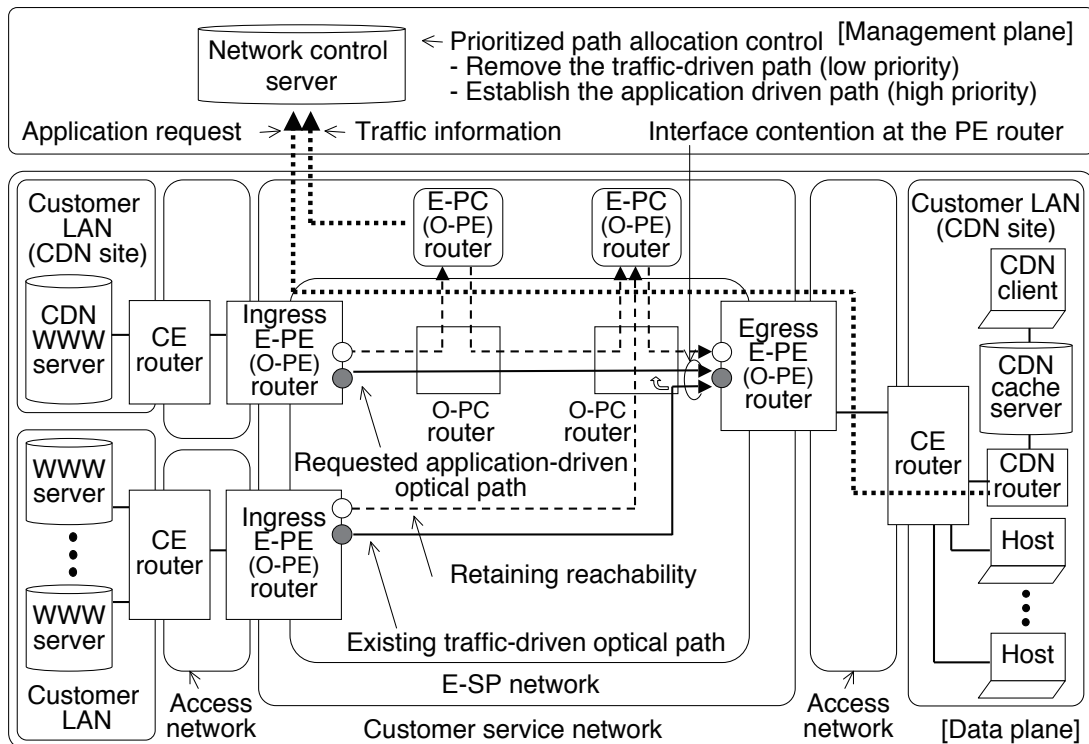 Network control
server
Prioritized path allocation control
- Remove the traffic-driven path (low priority)
- Establish the application driven path (high priority)
[Management plane]
Application request
Traffic information
Interface contention at the PE router
Customer
LAN
(CDN site)
CDN
WWW
server
CE
router
Ingress
E-PE
(O-PE)
router
E-PC
(O-PE)
router
E-PC
(O-PE)
router
O-PC
router
O-PC
router
Egress
E-PE
(O-PE)
router
Customer LAN
(CDN site)
CDN
client
CDN
cache
server
CDN
router
CE
router
Host
Host
Requested application-driven
optical path
WWW
server
WWW
server
Customer
LAN
CE
router
Ingress
E-PE
(O-PE)
router
Retaining reachability
Existing traffic-driven optical path
Access
network
E-SP network
Customer service network
Access
network
[Data plane]